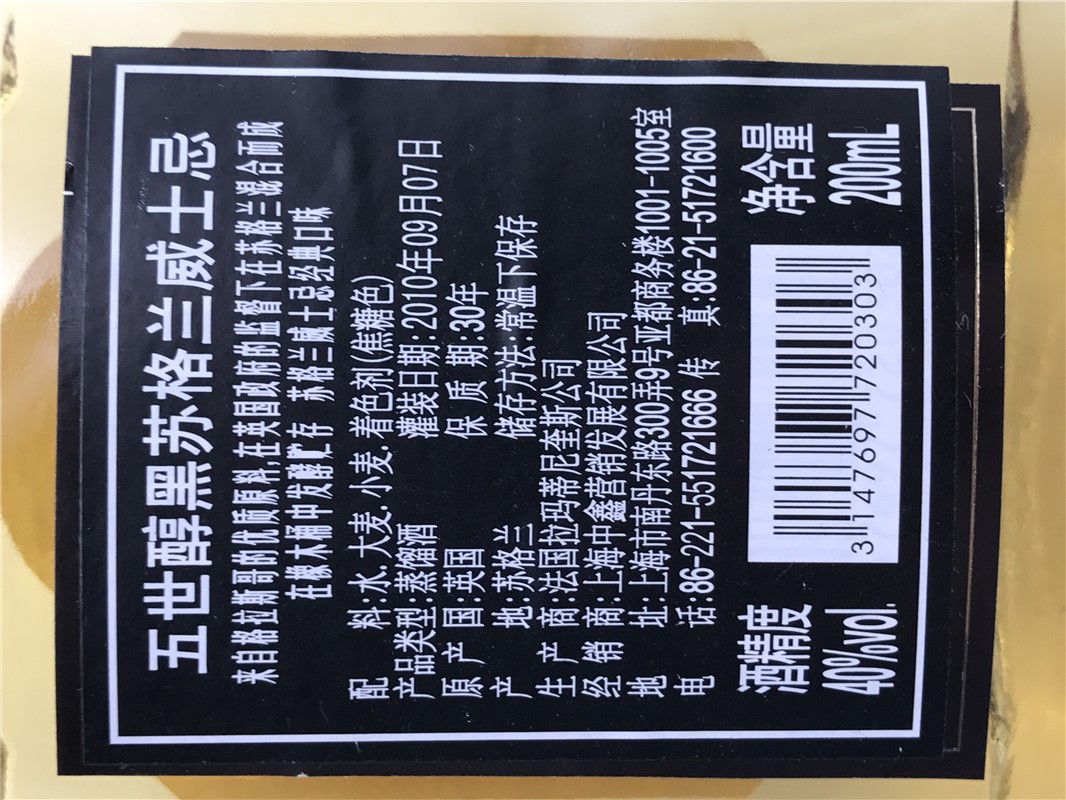 五世醇黑苏格兰威士忌
来自格拉斯哥的优质原料,在英国政府的监督下在苏格兰混合而成
在橡木桶中发酵贮存 苏格兰威士忌经典口味
配 料:水.大麦.小麦.着色剂(焦糖色)
产品类型:蒸馏酒 灌装日期:2010年09月07日
原 产 国:英国 保 质 期:30年
产 地:苏格兰 储存方法:常温下保存
生 产 商:法国拉玛蒂尼奎斯公司
经 销 商:上海中鑫营销发展有限公司
地 址:上海市南丹东路300弄9号亚都商务楼1001-1005室
电 话:86-221-551721666 传 真:86-21-51721600
酒精度
40%vol.
3 147697 720303
净含量
200mL